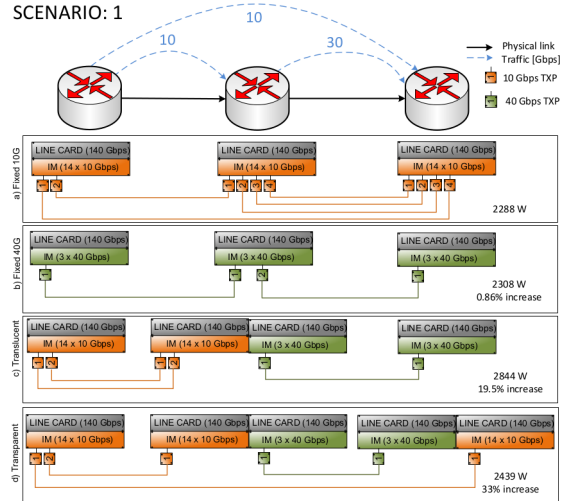 SCENARIO: 1
10
10
30
Physical link
Traffic [Gbps]
10 Gbps TXP
40 Gbps TXP
1
1
a) Fixed 10G
LINE CARD (140 Gbps)
IM (14 x 10 Gbps)
1 2
LINE CARD (140 Gbps)
IM (14 x 10 Gbps)
1 2 3 4
LINE CARD (140 Gbps)
IM (14 x 10 Gbps)
1 2 3 4
2288 W
b) Fixed 40G
LINE CARD (140 Gbps)
IM (3 x 40 Gbps)
1
LINE CARD (140 Gbps)
IM (3 x 40 Gbps)
1 2
LINE CARD (140 Gbps)
IM (3 x 40 Gbps)
1
2308 W
0.86% increase
c) Translucent
LINE CARD (140 Gbps)
IM (14 x 10 Gbps)
1 2
LINE CARD (140 Gbps)
IM (14 x 10 Gbps)
1 2
LINE CARD (140 Gbps)
IM (3 x 40 Gbps)
1
LINE CARD (140 Gbps)
IM (3 x 40 Gbps)
1
2844 W
19.5% increase
d) Transparent
LINE CARD (140 Gbps)
IM (14 x 10 Gbps)
1 2
LINE CARD (140 Gbps)
IM (14 x 10 Gbps)
1
LINE CARD (140 Gbps)
IM (3 x 40 Gbps)
1
LINE CARD (140 Gbps)
IM (3 x 40 Gbps)
1
LINE CARD (140 Gbps)
IM (14 x 10 Gbps)
1
2439 W
33% increase